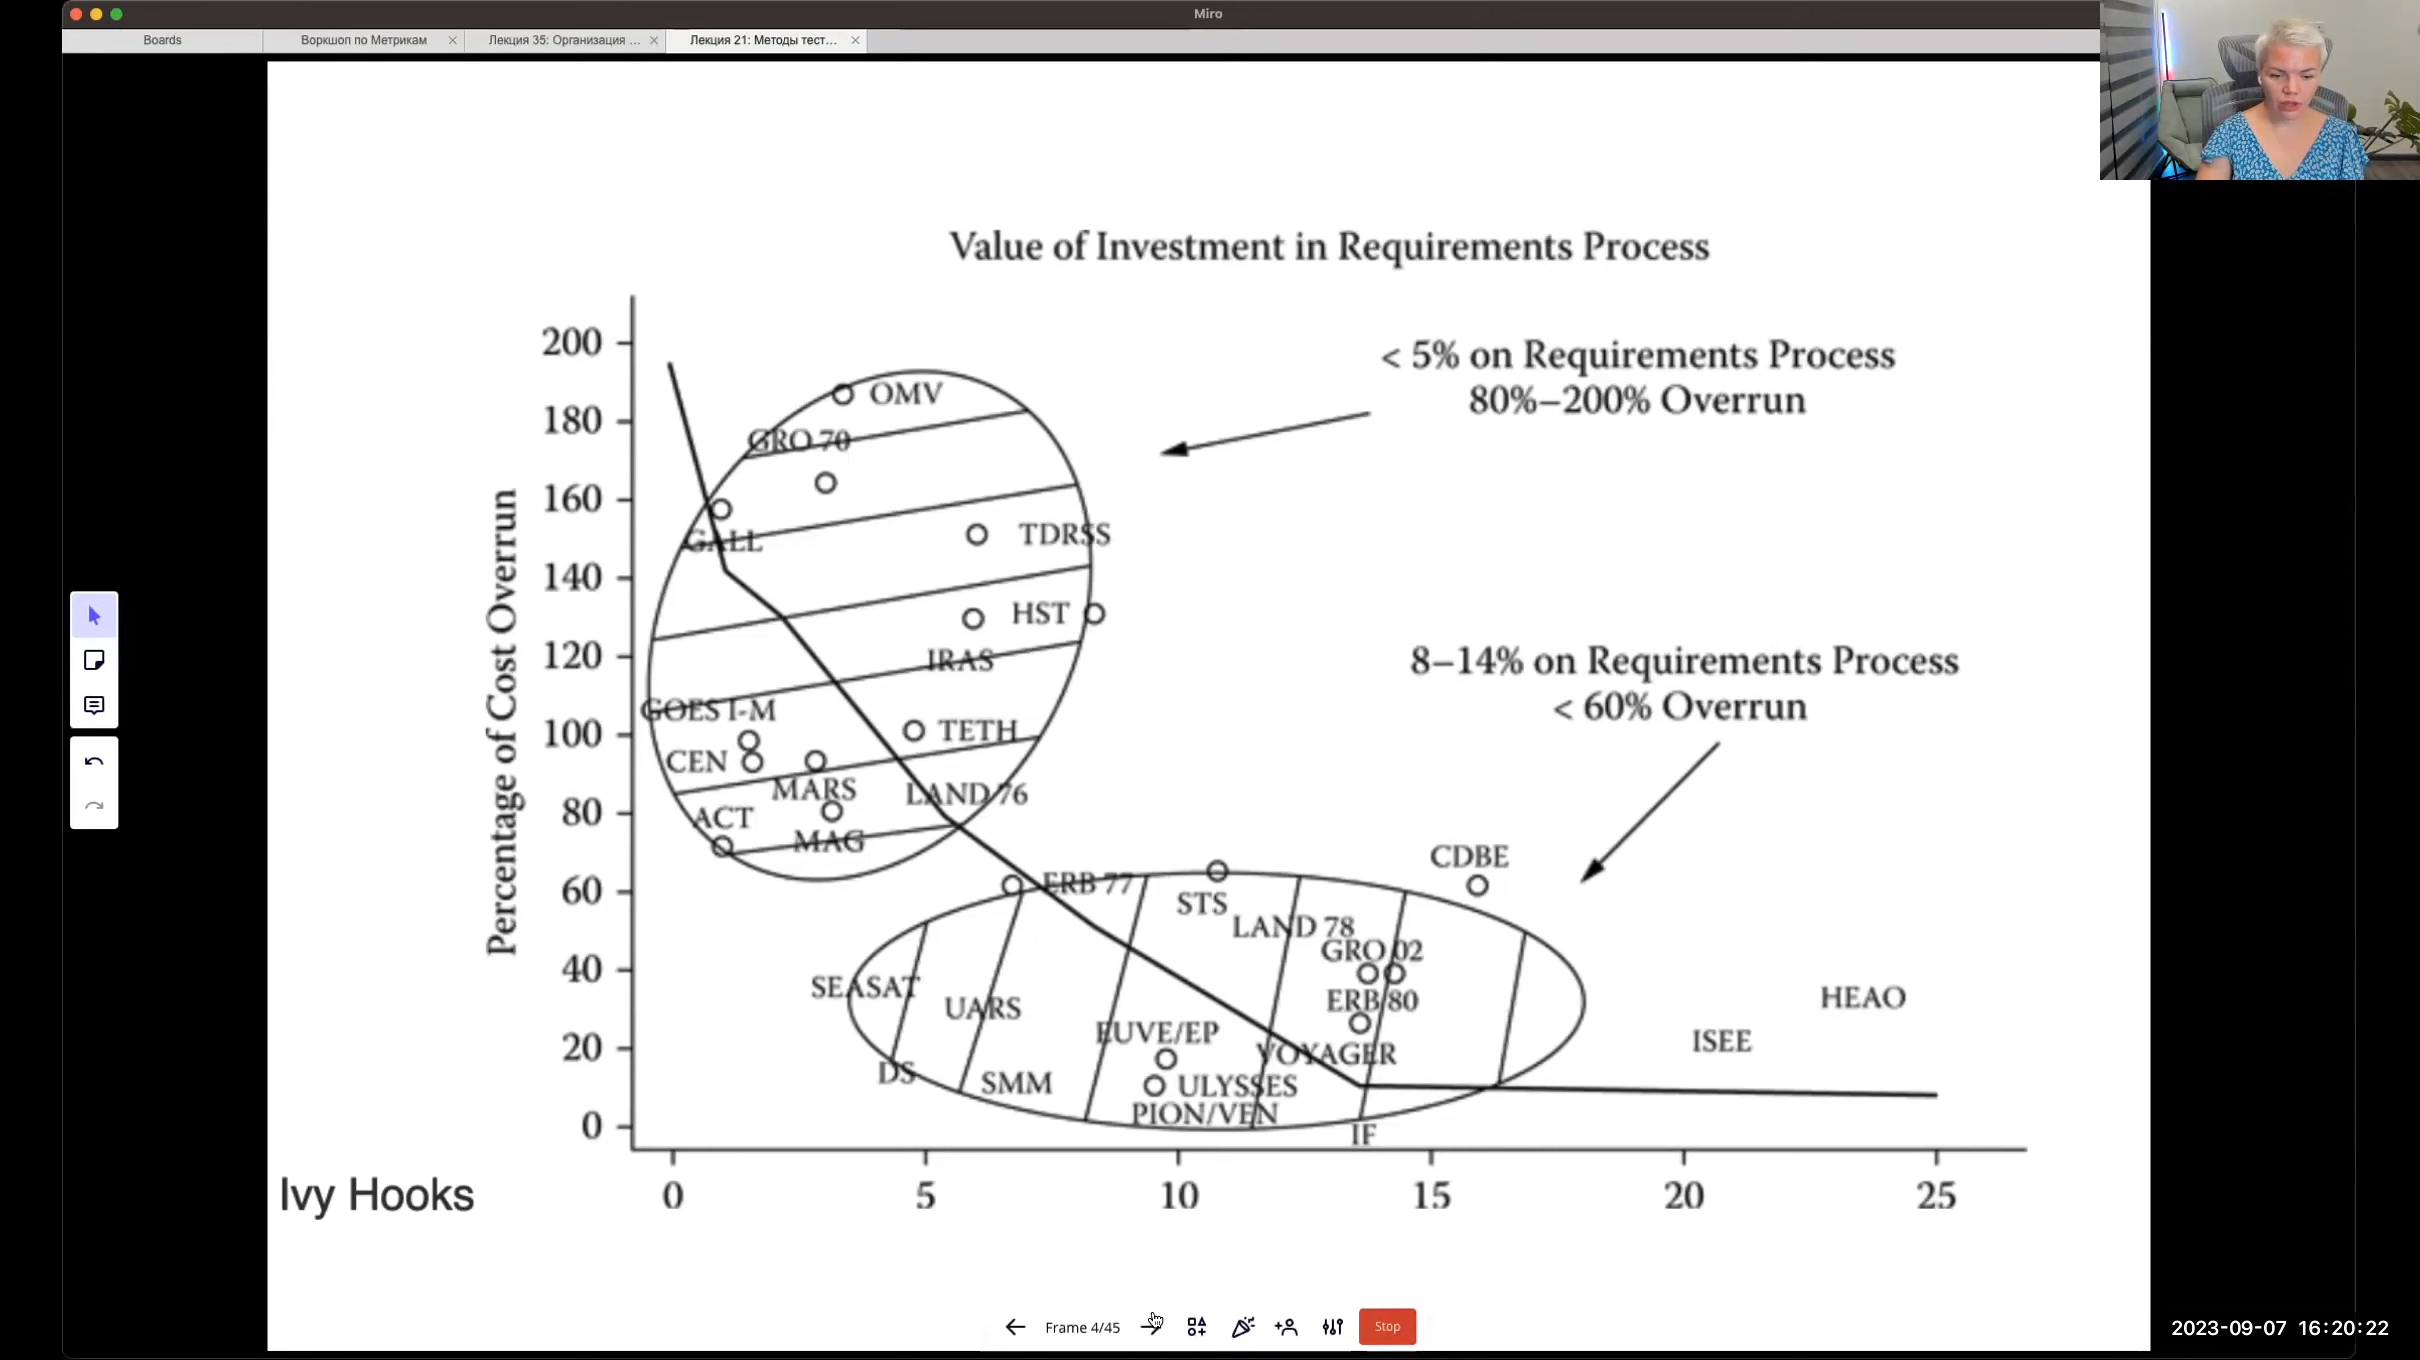 Miro
Boards
Воркшоп по Метрикам
Лекция 35: Организация ...
Лекция 21: Методы тест...
Value of Investment in Requirements Process
200
180
160
140
120
100
80
60
40
20
0
Percentage of Cost Overrun
< 5% on Requirements Process
80%–200% Overrun
8–14% on Requirements Process
< 60% Overrun
OMV
GRO 70
GALL
TDRSS
HST
IRAS
GOES I-M
TETH
CEN
MARS
LAND 76
ACT
MAG
CDBE
ERB 77
STS
LAND 78
GRO 02
SEASAT
UARS
ERB 80
HEAO
EUVE/EP
ISEE
VOYAGER
DS
SMM
ULYSSES
PION/VEN
IF
0
5
10
15
20
25
Ivy Hooks
Frame 4/45
Stop
2023-09-07 16:20:22